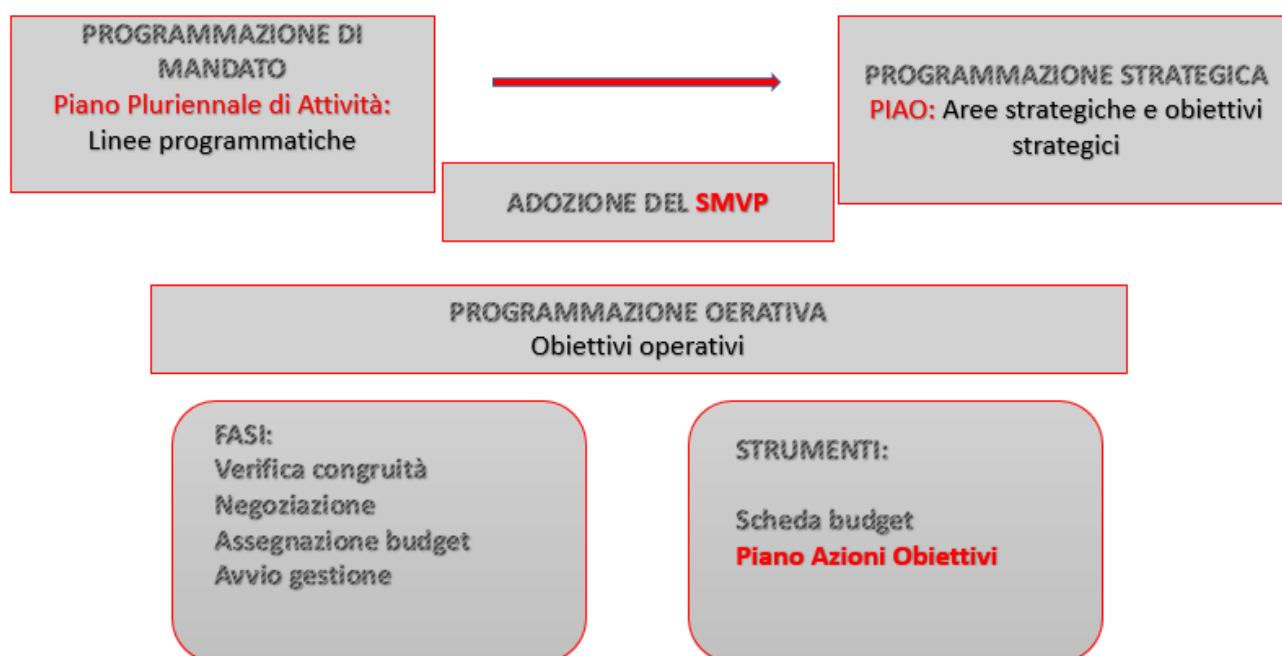 PROGRAMMAZIONE DI
MANDATO
Piano Pluriennale di Attività:
Linee programmatiche
PROGRAMMAZIONE STRATEGICA
PIAO: Aree strategiche e obiettivi
strategici
ADOZIONE DEL SMVP
PROGRAMMAZIONE OERATIVA
Obiettivi operativi
FASI:
Verifica congruità
Negoziazione
Assegnazione budget
Avvio gestione
STRUMENTI:
Scheda budget
Piano Azioni Obiettivi